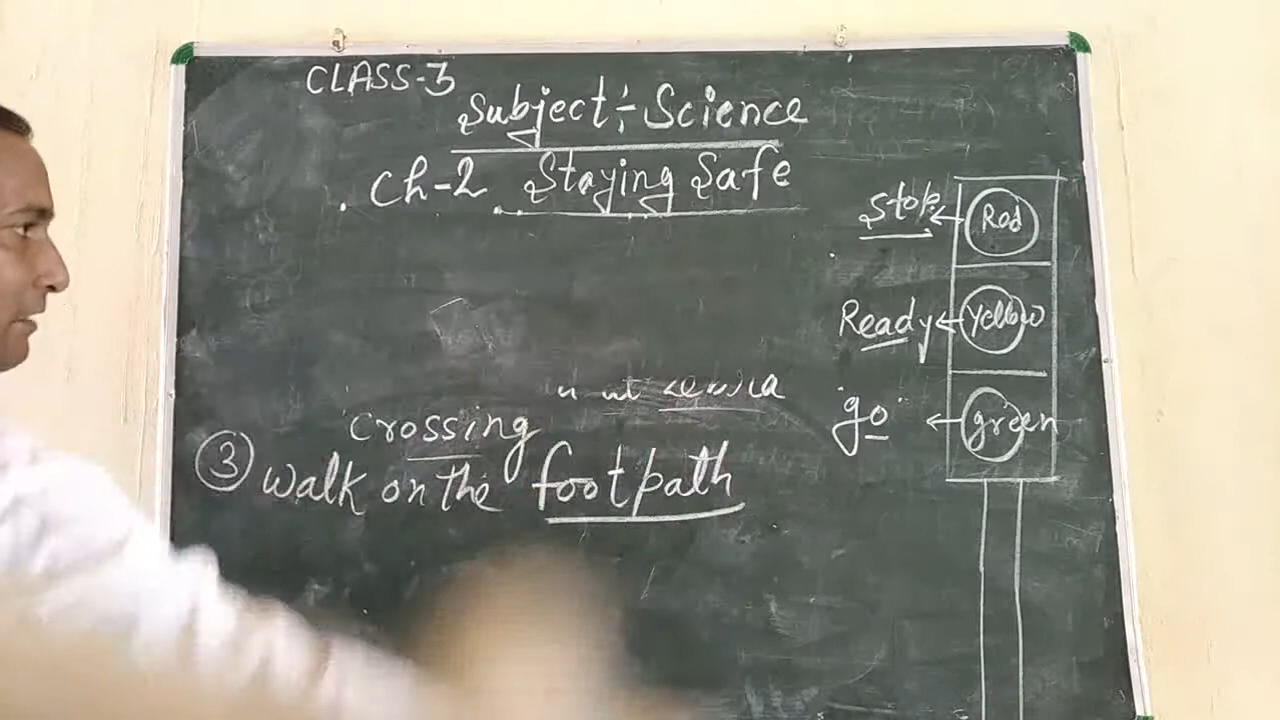 CLASS-3
Subject:- Science
Ch-2 Staying Safe
Stop Red
Ready Yellow
go green
crossing
③ walk on the footpath